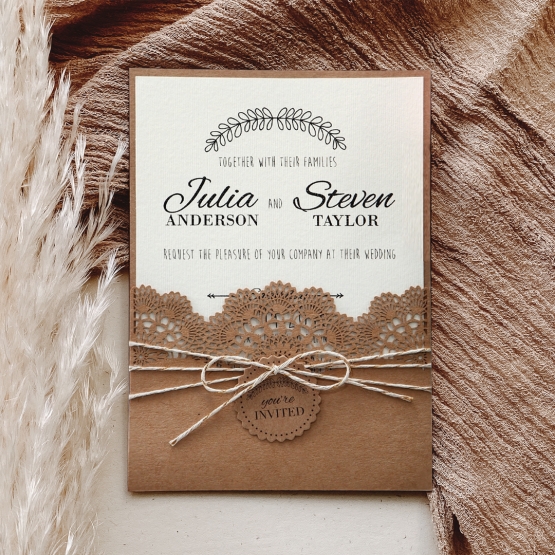 TOGETHER WITH THEIR FAMILIES
Julia AND Steven
ANDERSON TAYLOR
REQUEST THE PLEASURE OF YOUR COMPANY AT THEIR WEDDING
you're
INVITED